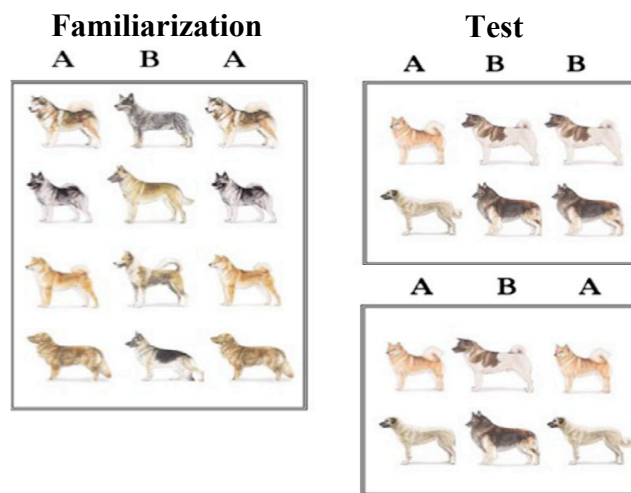 Familiarization
A B A
Test
A B B
A B A